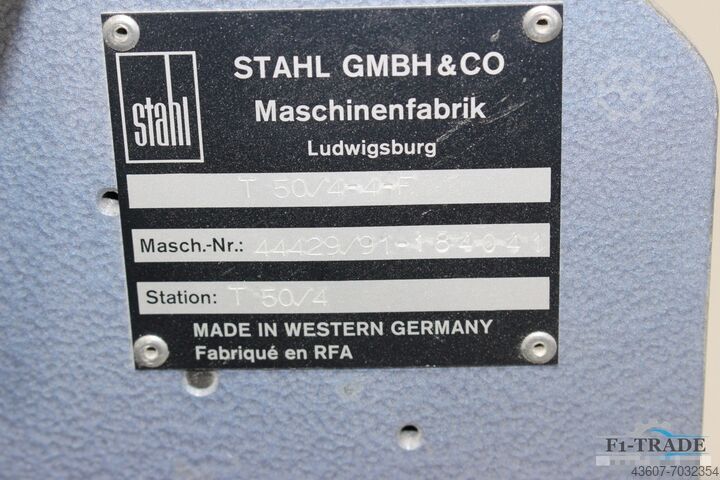 stahl
STAHL GMBH & CO
Maschinenfabrik
Ludwigsburg
T 50/4-4-F
Masch.-Nr.: 44429/91-184041
Station: T 50/4
MADE IN WESTERN GERMANY
Fabriqué en RFA
F1-TRADE
43607-7032354